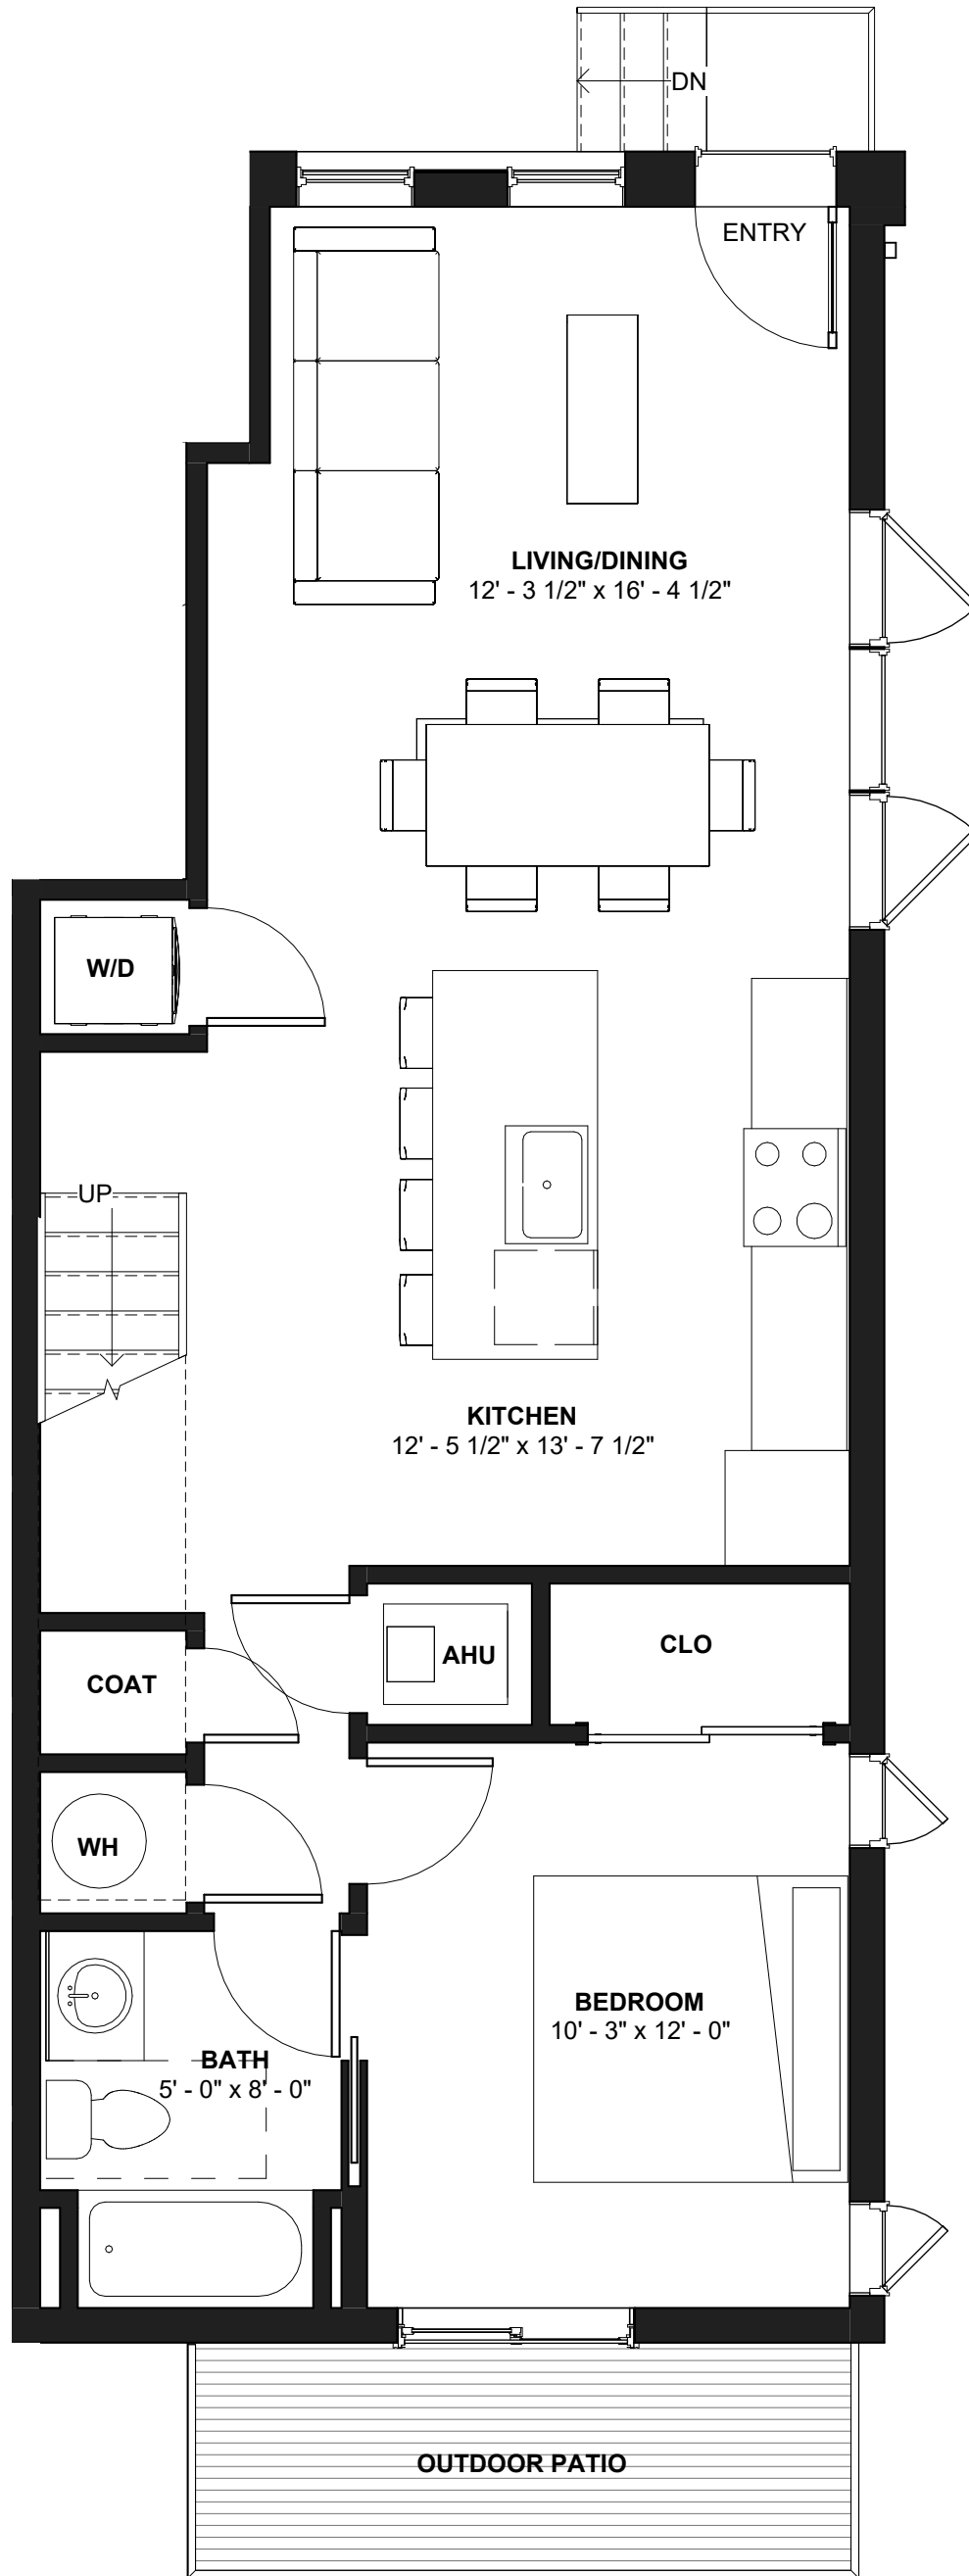 DN
ENTRY
LIVING/DINING
12' - 3 1/2" x 16' - 4 1/2"
W/D
UP
KITCHEN
12' - 5 1/2" x 13' - 7 1/2"
AHU
CLO
COAT
WH
BEDROOM
10' - 3" x 12' - 0"
BATH
5' - 0" x 8' - 0"
OUTDOOR PATIO